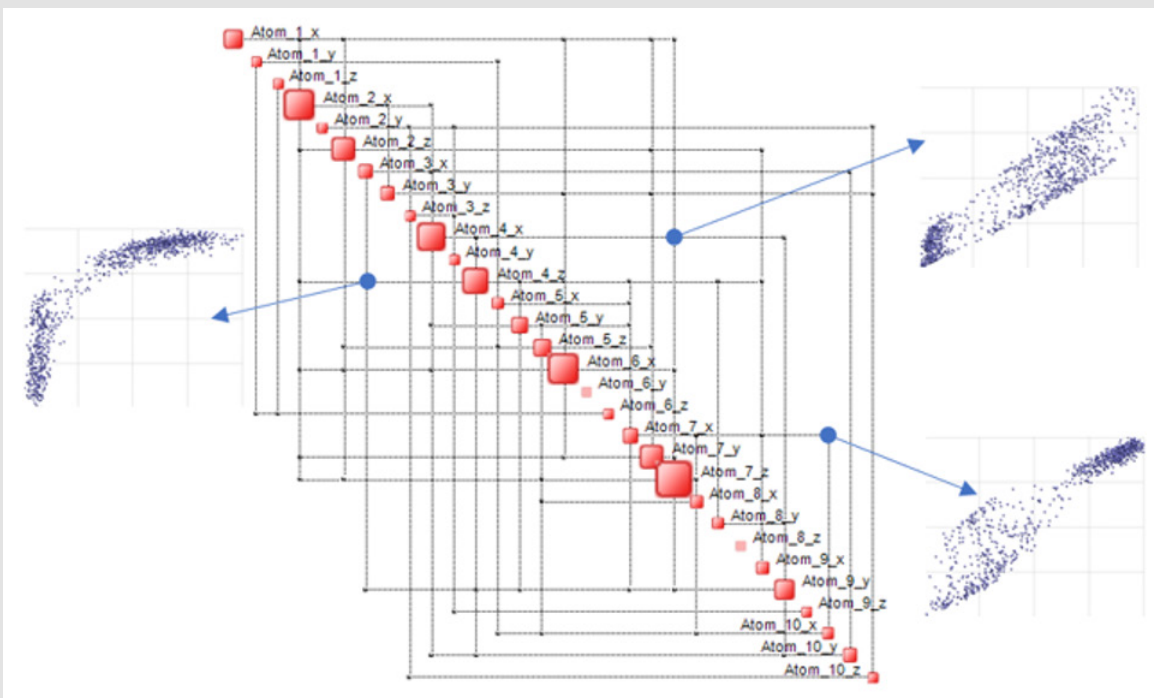 Atom_1_x
Atom_1_y
Atom_1_z
Atom_2_x
Atom_2_y
Atom_2_z
Atom_3_x
Atom_3_y
Atom_3_z
Atom_4_x
Atom_4_y
Atom_4_z
Atom_5_x
Atom_5_y
Atom_5_z
Atom_6_x
Atom_6_y
Atom_6_z
Atom_7_x
Atom_7_y
Atom_7_z
Atom_8_x
Atom_8_y
Atom_8_z
Atom_9_x
Atom_9_y
Atom_9_z
Atom_10_x
Atom_10_y
Atom_10_z